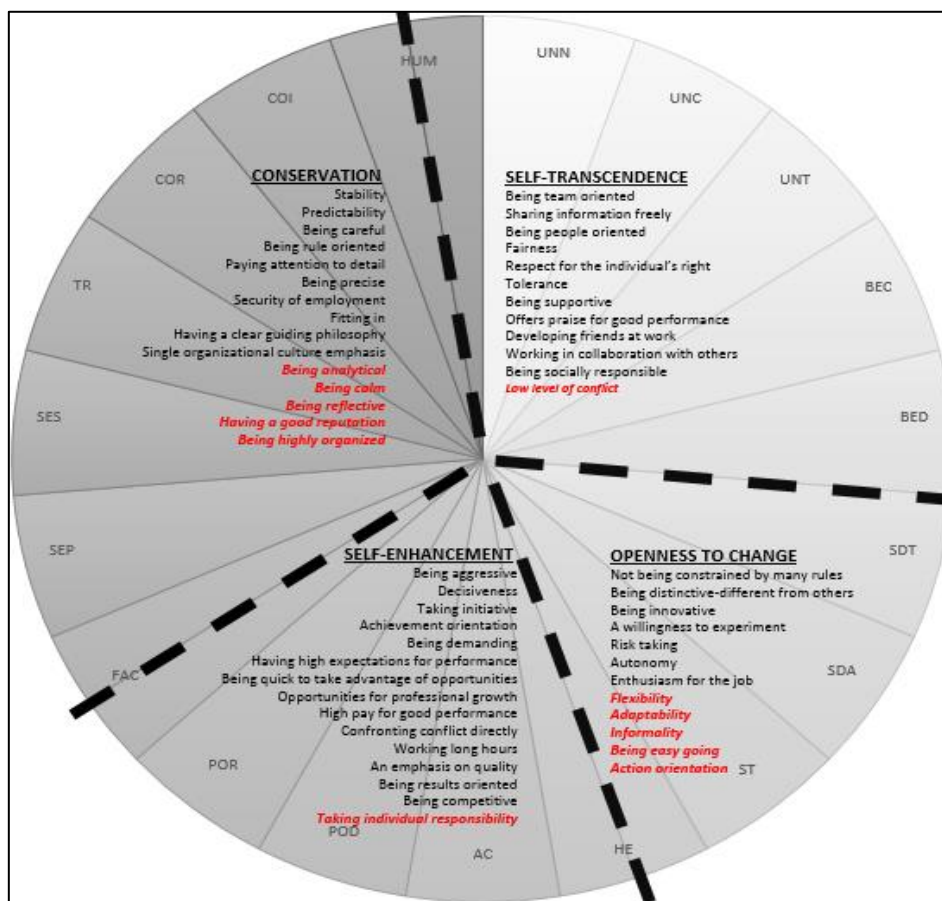 HUM
UNN
COI
UNC
COR
UNT
TR
BEC
SES
BED
SEP
SDT
FAC
SDA
POR
ST
POD
AC
HE
CONSERVATION
Stability
Predictability
Being careful
Being rule oriented
Paying attention to detail
Being precise
Security of employment
Fitting in
Having a clear guiding philosophy
Single organizational culture emphasis
Being analytical
Being calm
Being reflective
Having a good reputation
Being highly organized
SELF-TRANSCENDENCE
Being team oriented
Sharing information freely
Being people oriented
Fairness
Respect for the individual's right
Tolerance
Being supportive
Offers praise for good performance
Developing friends at work
Working in collaboration with others
Being socially responsible
Low level of conflict
SELF-ENHANCEMENT
Being aggressive
Decisiveness
Taking initiative
Achievement orientation
Being demanding
Having high expectations for performance
Being quick to take advantage of opportunities
Opportunities for professional growth
High pay for good performance
Confronting conflict directly
Working long hours
An emphasis on quality
Being results oriented
Being competitive
Taking individual responsibility
OPENNESS TO CHANGE
Not being constrained by many rules
Being distinctive-different from others
Being innovative
A willingness to experiment
Risk taking
Autonomy
Enthusiasm for the job
Flexibility
Adaptability
Informality
Being easy going
Action orientation